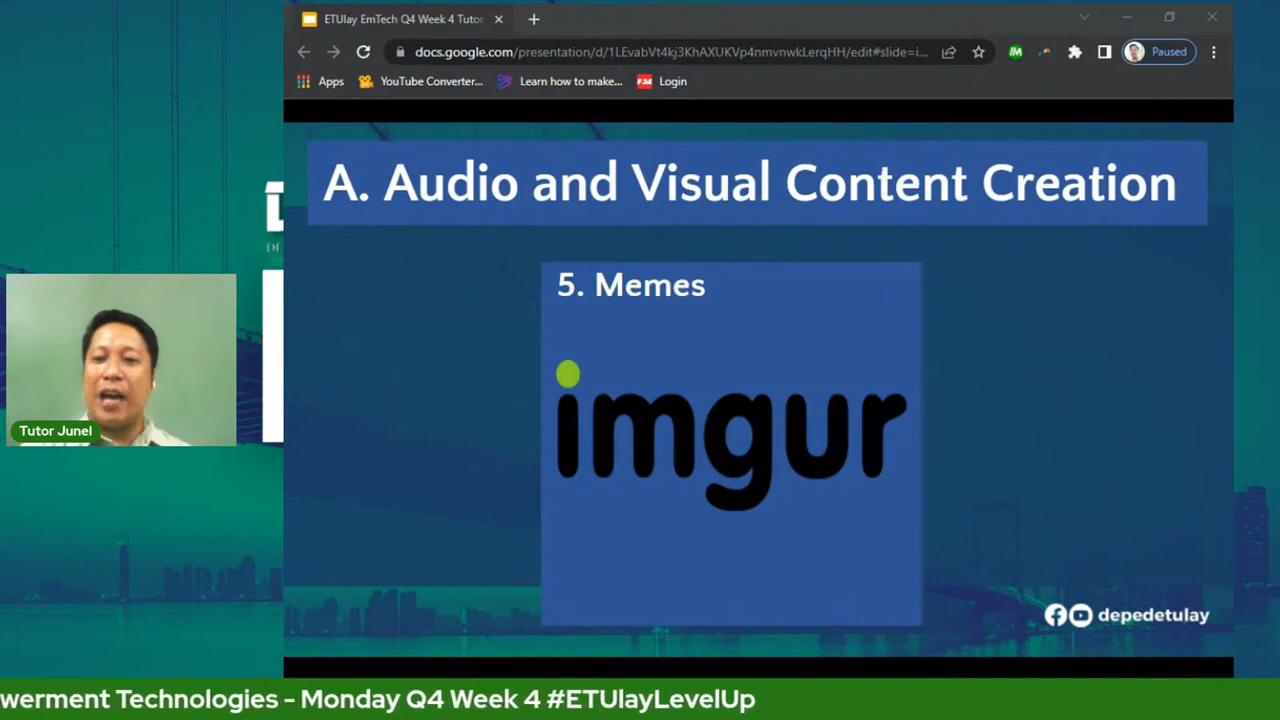 ETUlay EmTech Q4 Week 4 Tutor
docs.google.com/presentation/d/1LEvabVt4kj3KhAXUKVp4nmvnwkLerqHH/edit#slide=i...
Paused
Apps
YouTube Converter...
Learn how to make...
Login
A. Audio and Visual Content Creation
5. Memes
imgur
Tutor Junel
depedetulay
werment Technologies - Monday Q4 Week 4 #ETUlayLevelUp